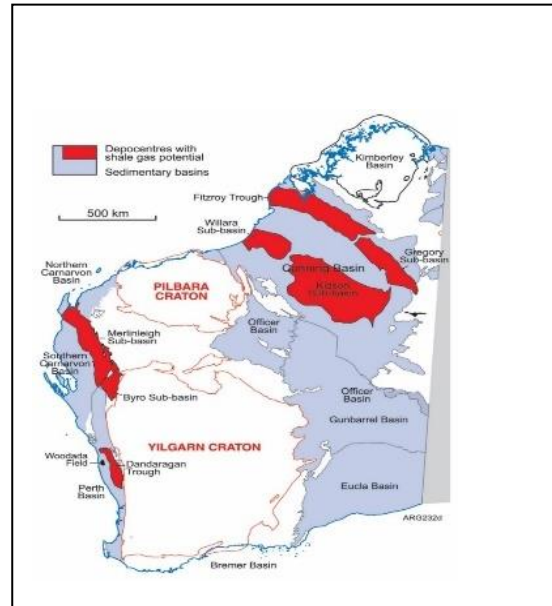 Depocentres with
shale gas potential
Sedimentary basins
500 km
Kimberley
Basin
Fitzroy Trough
Willara
Sub-basin
Gregory
Sub-basin
Canning Basin
Kidson
Sub-basin
Northern
Carnarvon
Basin
PILBARA
CRATON
Officer
Basin
Merlinleigh
Sub-basin
Southern
Carnarvon
Basin
Byro Sub-basin
Officer
Basin
Gunbarrel Basin
YILGARN CRATON
Woodada
Field
Dandaragan
Trough
Perth
Basin
Eucla Basin
ARG232d
Bremer Basin